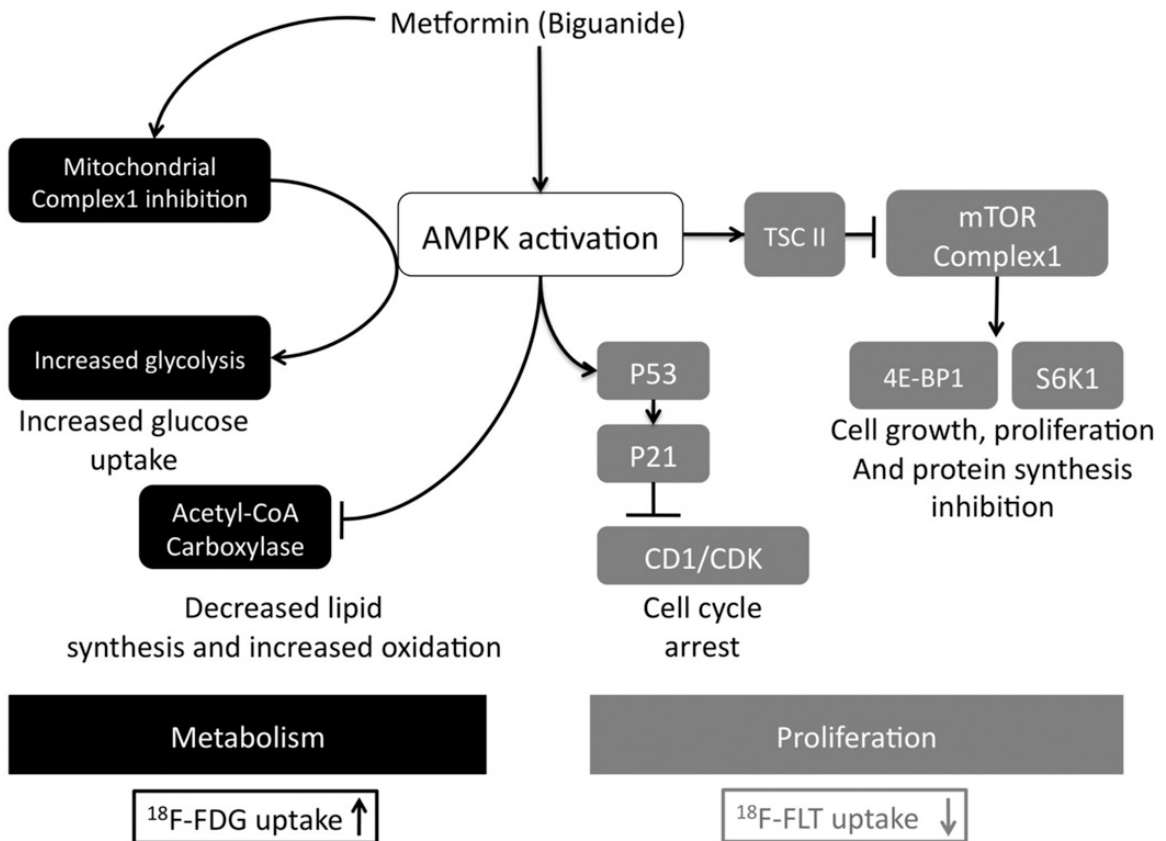 Metformin (Biguanide)
Mitochondrial
Complex1 inhibition
AMPK activation
TSC II
mTOR
Complex1
Increased glycolysis
Increased glucose
uptake
P53
P21
4E-BP1
S6K1
Cell growth, proliferation
And protein synthesis
inhibition
Acetyl-CoA
Carboxylase
CD1/CDK
Decreased lipid
synthesis and increased oxidation
Cell cycle
arrest
Metabolism
Proliferation
¹⁸F-FDG uptake ↑
¹⁸F-FLT uptake ↓